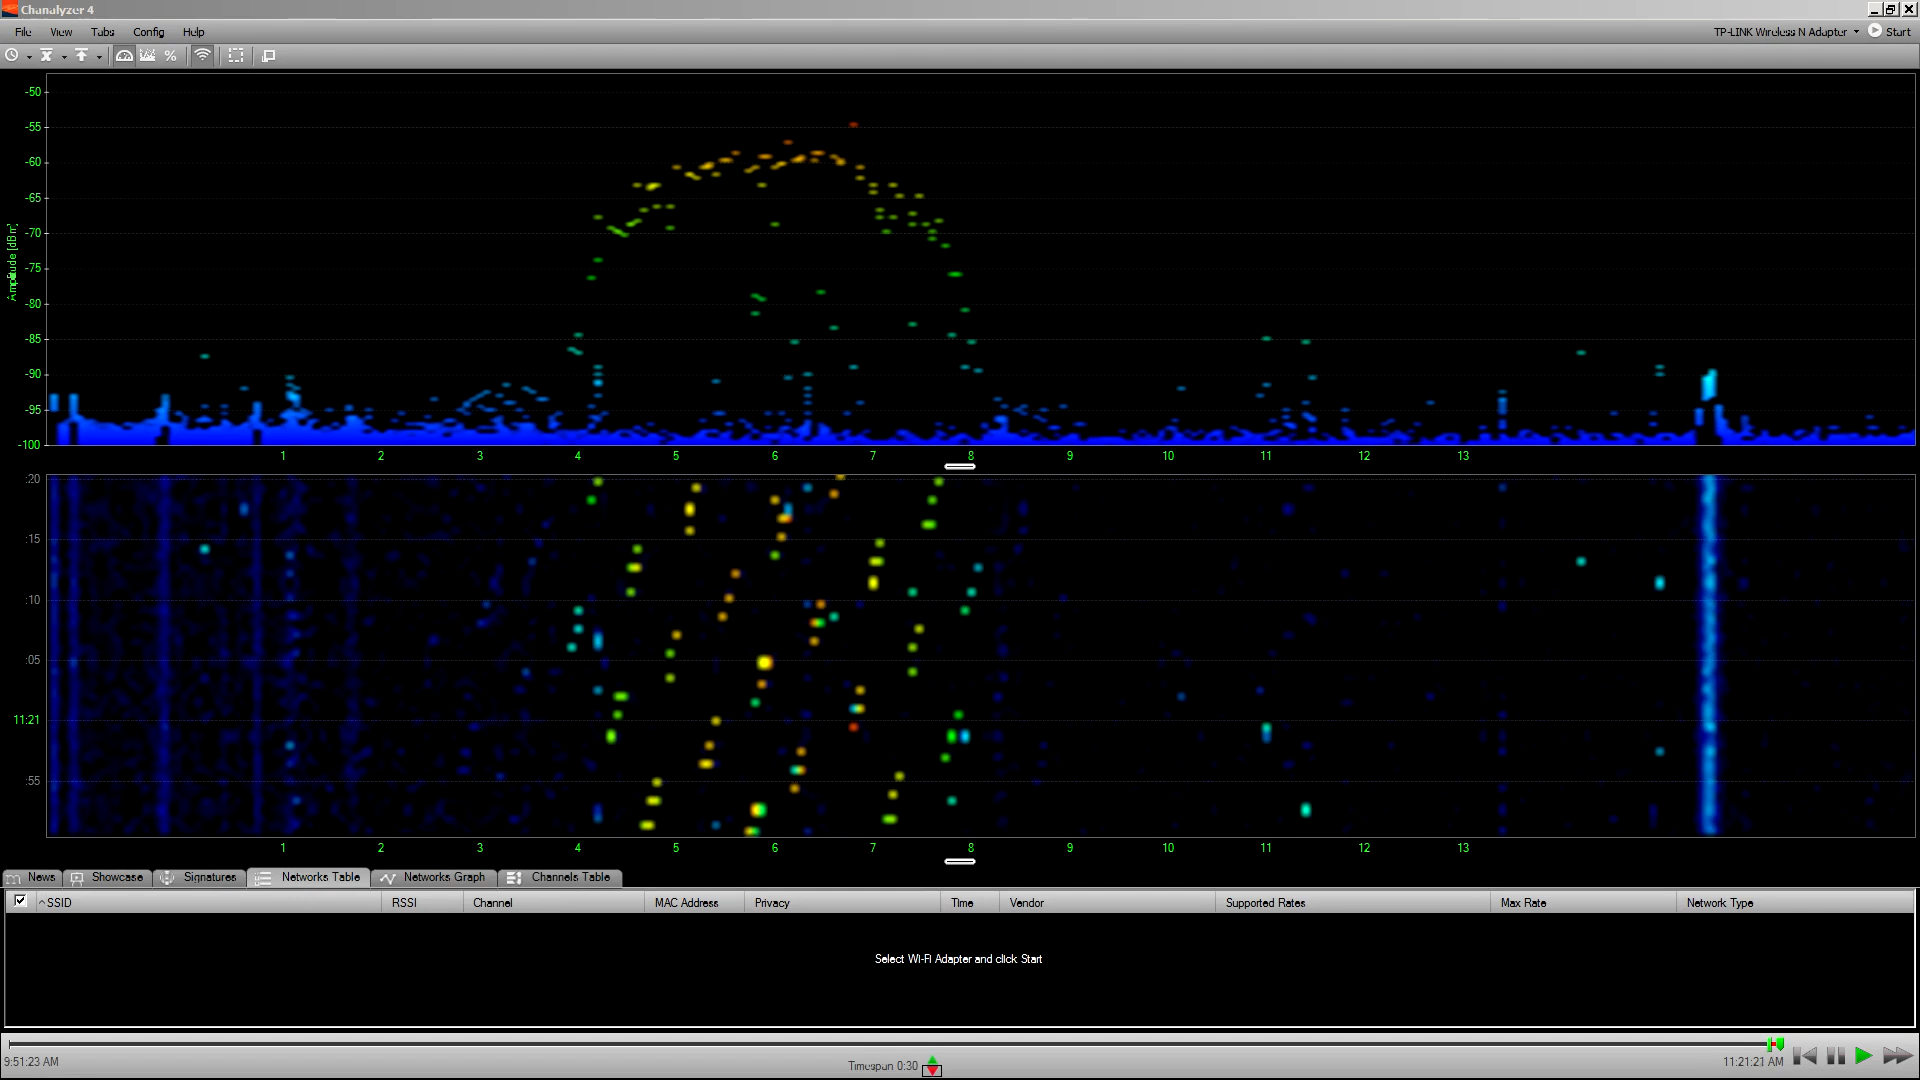 Chanalyzer 4
File View Tabs Config Help
TP-LINK Wireless N Adapter Start
%
-50
-55
-60
-65
-70
-75
-80
-85
-90
-95
-100
Amplitude [dBm]
1 2 3 4 5 6 7 8 9 10 11 12 13
:20
:15
:10
:05
11:21
:55
1 2 3 4 5 6 7 8 9 10 11 12 13
News Showcase Signatures Networks Table Networks Graph Channels Table
SSID RSSI Channel MAC Address Privacy Time Vendor Supported Rates Max Rate Network Type
Select Wi-Fi Adapter and click Start
9:51:23 AM Timespan 0:30 11:21:21 AM